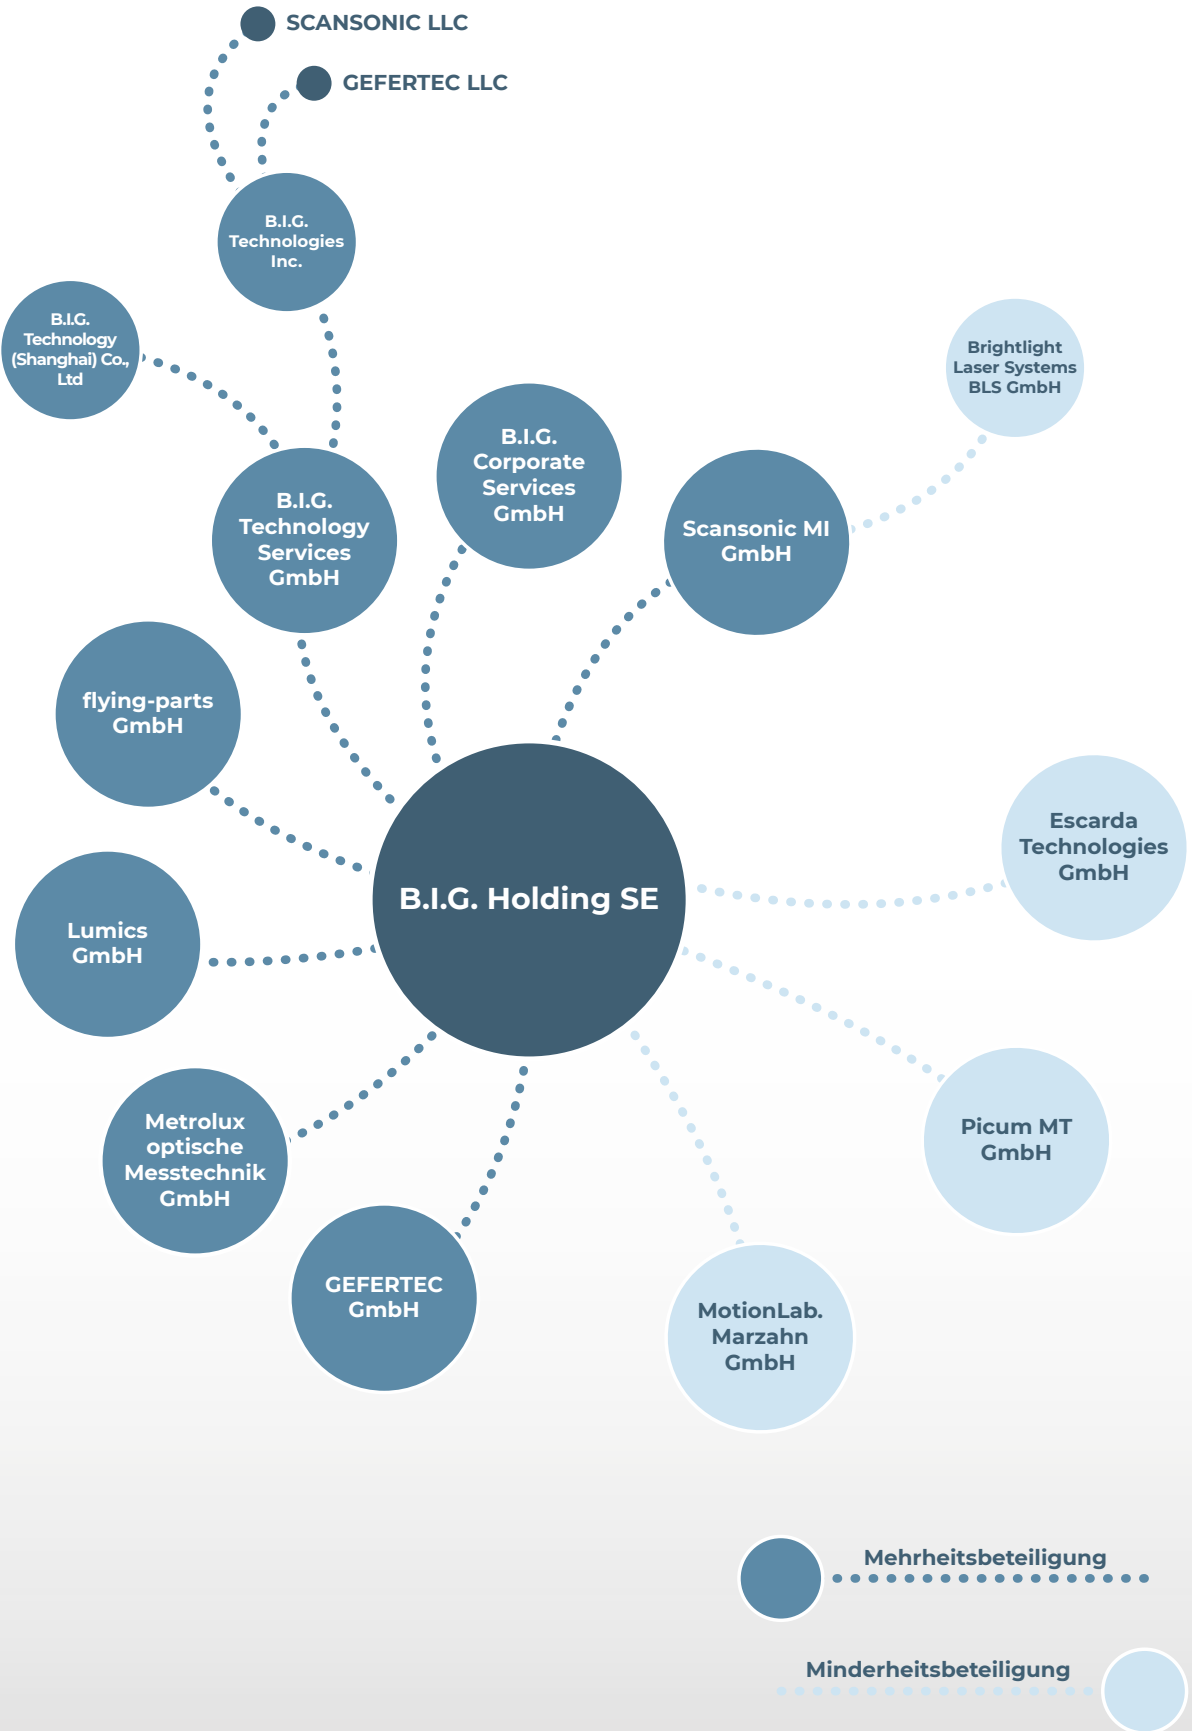 SCANSONIC LLC
GEFERTEC LLC
B.I.G.
Technologies
Inc.
B.I.G.
Technology
(Shanghai) Co.,
Ltd
Brightlight
Laser Systems
BLS GmbH
B.I.G.
Corporate
Services
GmbH
B.I.G.
Technology
Services
GmbH
Scansonic MI
GmbH
flying-parts
GmbH
Escarda
Technologies
GmbH
B.I.G. Holding SE
Lumics
GmbH
Metrolux
optische
Messtechnik
GmbH
Picum MT
GmbH
GEFERTEC
GmbH
MotionLab.
Marzahn
GmbH
Mehrheitsbeteiligung
Minderheitsbeteiligung